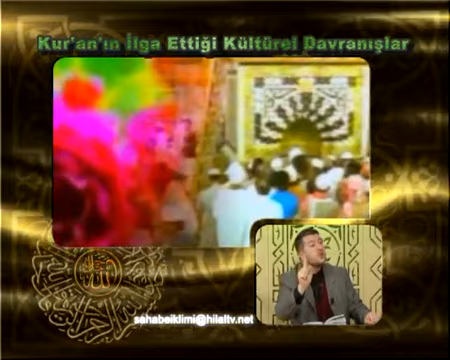 Kur'an'ın İlga Ettiği Kültürel Davranışlar
sahabeiklimi@hilaltv.net